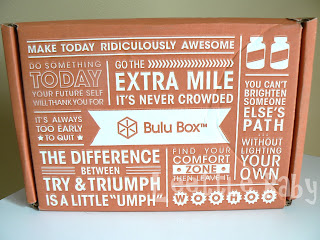 MAKE TODAY RIDICULOUSLY AWESOME
DO SOMETHING
TODAY
YOUR FUTURE SELF
WILL THANK YOU FOR
GO THE
EXTRA MILE
IT'S NEVER CROWDED
YOU CAN'T
BRIGHTEN
SOMEONE
ELSE'S
PATH
WITHOUT
LIGHTING
YOUR
OWN
IT'S ALWAYS
TOO EARLY
TO QUIT
Bulu Box™
THE DIFFERENCE
BETWEEN
TRY & TRIUMPH
IS A LITTLE "UMPH"
FIND YOUR
COMFORT
ZONE
THEN LEAVE IT
WOOHOO
Baby